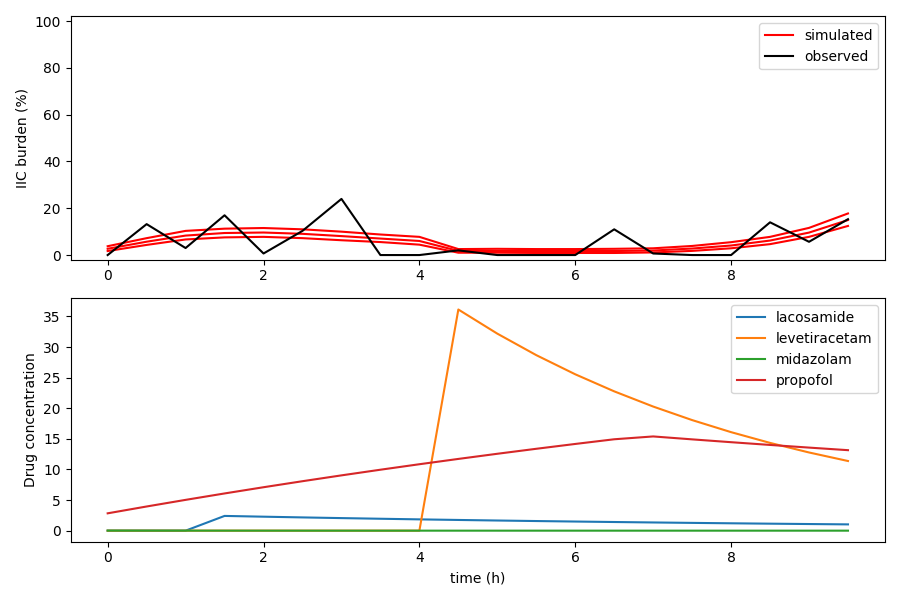 100
80
60
40
20
0
IIC burden (%)
simulated
observed
0 2 4 6 8
35
30
25
20
15
10
5
0
Drug concentration
lacosamide
levetiracetam
midazolam
propofol
0 2 4 6 8
time (h)